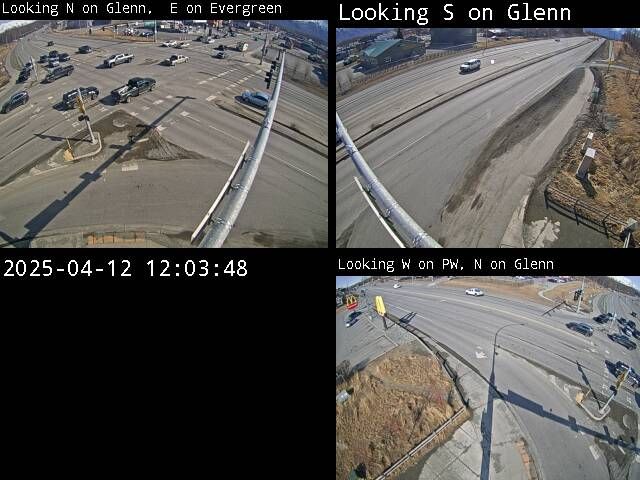 Looking N on Glenn, E on Evergreen
Looking S on Glenn
2025-04-12 12:03:48
Looking W on PW, N on Glenn